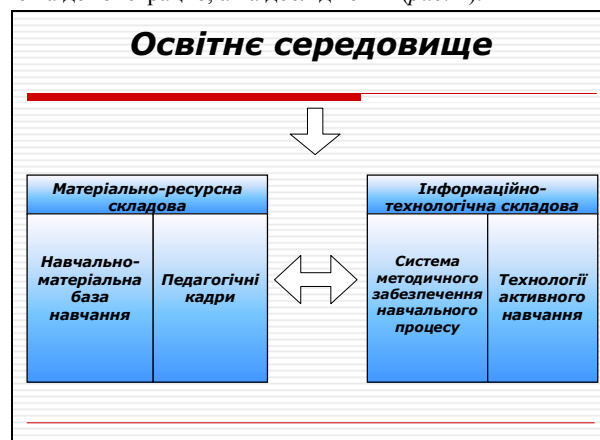 Освітнє середовище
Матеріально-ресурсна
складова
Навчально-
матеріальна
база
навчання
Педагогічні
кадри
Інформаційно-
технологічна складова
Система
методичного
забезпечення
навчального
процесу
Технології
активного
навчання